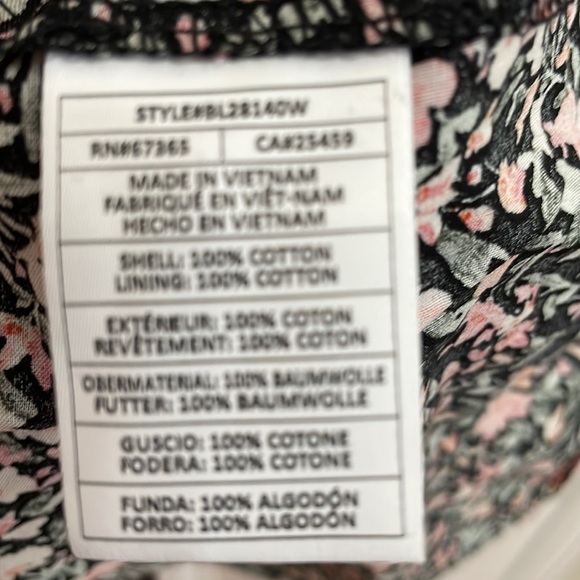 STYLE#BL28140W
RN#67365 CA#25459
MADE IN VIETNAM
FABRIQUÉ EN VIÊT-NAM
HECHO EN VIETNAM
SHELL: 100% COTTON
LINING: 100% COTTON
EXTÉRIEUR: 100% COTON
REVÊTEMENT: 100% COTON
OBERMATERIAL: 100% BAUMWOLLE
FUTTER: 100% BAUMWOLLE
GUSCIO: 100% COTONE
FODERA: 100% COTONE
FUNDA: 100% ALGODÓN
FORRO: 100% ALGODÓN